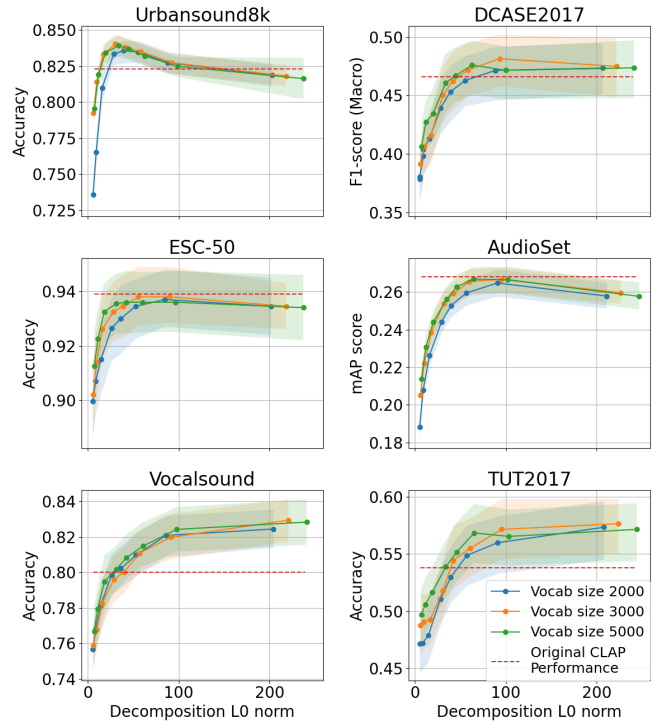 Urbansound8k
DCASE2017
Accuracy
0.850
0.825
0.800
0.775
0.750
0.725
F1-score (Macro)
0.50
0.45
0.40
0.35
ESC-50
AudioSet
Accuracy
0.94
0.92
0.90
mAP score
0.26
0.24
0.22
0.20
0.18
Vocalsound
TUT2017
Accuracy
0.84
0.82
0.80
0.78
0.76
0.74
0 100 200
Decomposition L0 norm
Accuracy
0.60
0.55
0.50
0.45
Vocab size 2000
Vocab size 3000
Vocab size 5000
Original CLAP
Performance
0 100 200
Decomposition L0 norm